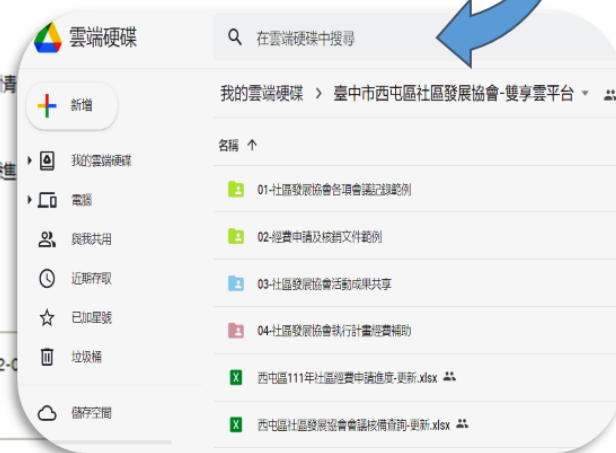 雲端硬碟
在雲端硬碟中搜尋
情
新增
我的雲端硬碟 > 臺中市西屯區社區發展協會-雙享雲平台
名稱 ↑
進
我的雲端硬碟
01-社區發展協會各項會議記錄範例
電腦
02-經費申請及核銷文件範例
與我共用
03-社區發展協會活動成果共享
近期存取
04-社區發展協會執行計畫經費補助
已加星號
垃圾桶
X 西屯區111年社區經費申請進度-更新.xlsx
儲存空間
X 西屯區社區發展協會會議核備查詢-更新.xlsx